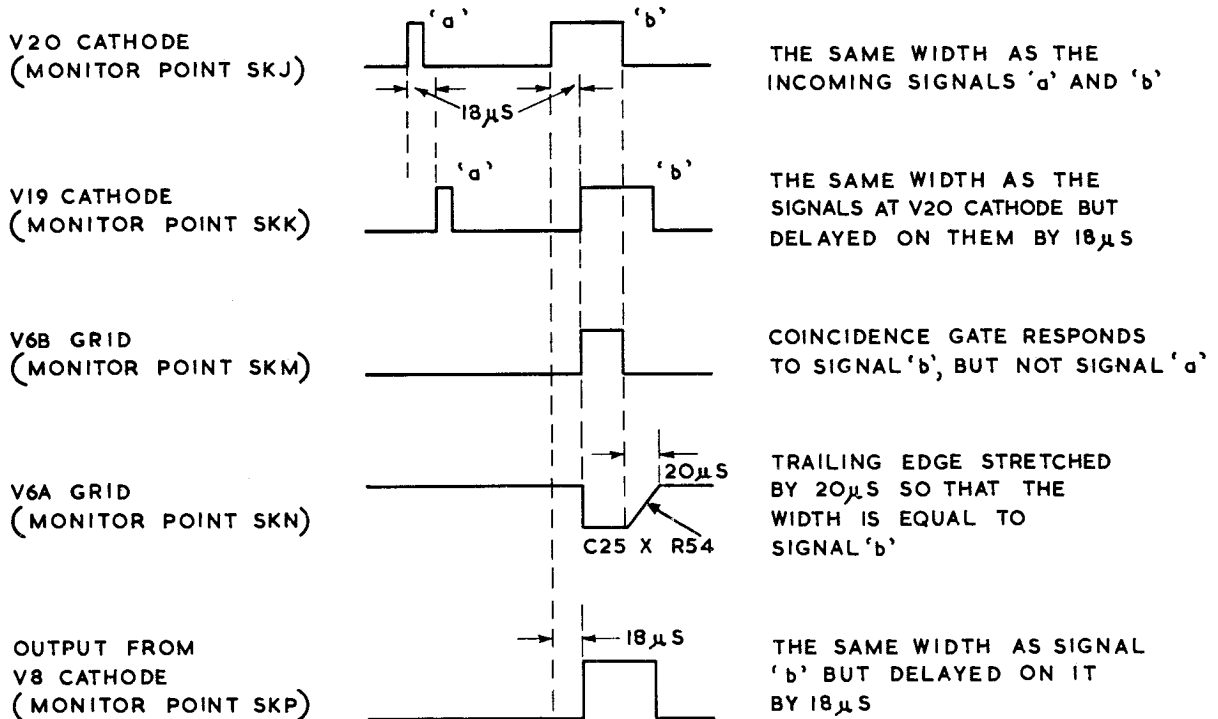 V20 CATHODE
(MONITOR POINT SKJ)
'a'
'b'
18µS
THE SAME WIDTH AS THE
INCOMING SIGNALS 'a' AND 'b'
V19 CATHODE
(MONITOR POINT SKK)
'a'
'b'
THE SAME WIDTH AS THE
SIGNALS AT V20 CATHODE BUT
DELAYED ON THEM BY 18µS
V6B GRID
(MONITOR POINT SKM)
COINCIDENCE GATE RESPONDS
TO SIGNAL 'b', BUT NOT SIGNAL 'a'
V6A GRID
(MONITOR POINT SKN)
20µS
C25 X R54
TRAILING EDGE STRETCHED
BY 20µS SO THAT THE
WIDTH IS EQUAL TO
SIGNAL 'b'
OUTPUT FROM
V8 CATHODE
(MONITOR POINT SKP)
18µS
THE SAME WIDTH AS SIGNAL
'b' BUT DELAYED ON IT
BY 18µS